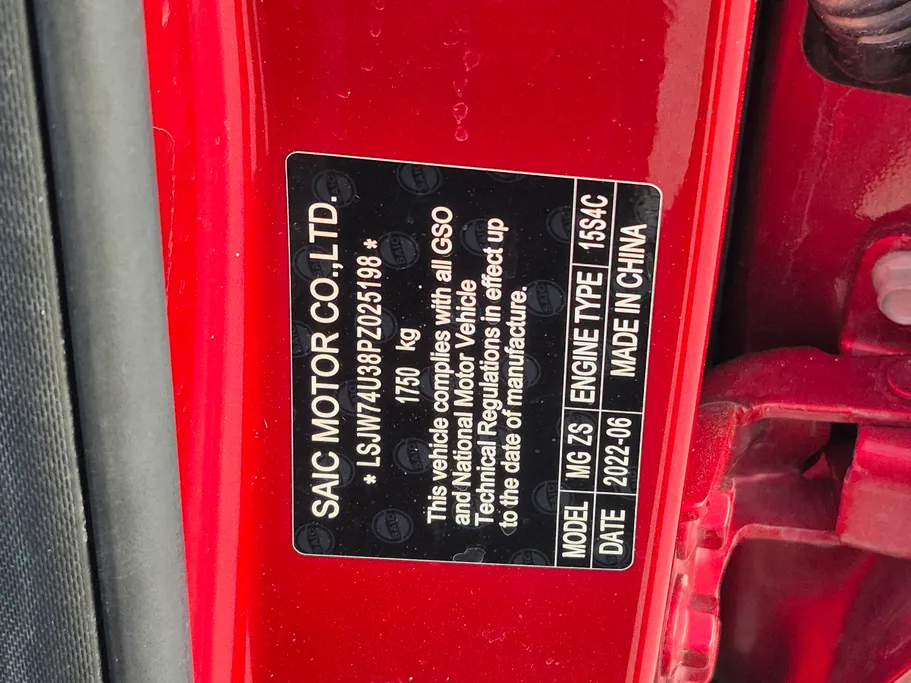 SAIC MOTOR CO.,LTD.
* LSJW74U38PZ025198 *
1750 kg
This vehicle complies with all GSO
and National Motor Vehicle
Technical Regulations in effect up
to the date of manufacture.
MODEL MG ZS ENGINE TYPE 15S4C
DATE 2022-06 MADE IN CHINA